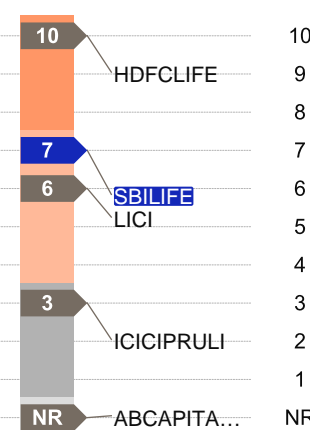 10 10
HDFCLIFE 9
8
7 7
6 SBILIFE 6
LICI 5
4
3 3
ICICIPRULI 2
1
NR ABCAPITA... NR